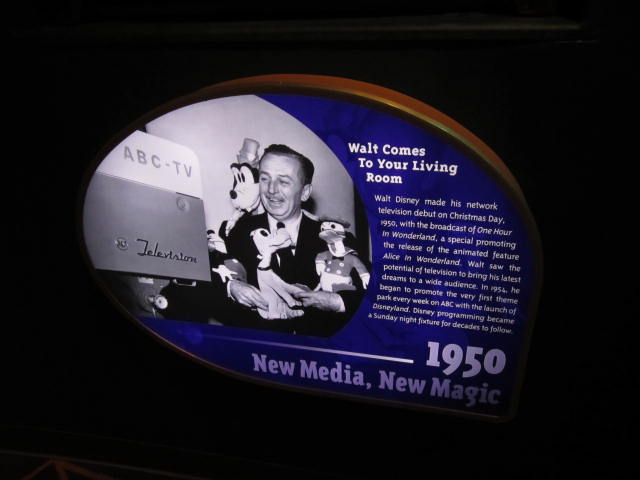 ABC-TV
Television
Walt Comes
To Your Living
Room
Walt Disney made his network
television debut on Christmas Day,
1950, with the broadcast of One Hour
In Wonderland, a special promoting
the release of the animated feature
Alice In Wonderland. Walt saw the
potential of television to bring his latest
dreams to a wide audience. In 1954, he
began to promote the very first theme
park every week on ABC with the launch of
Disneyland. Disney programming became
a Sunday night fixture for decades to follow.
1950
New Media, New Magic